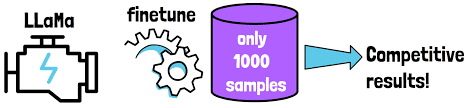 LLaMa
finetune
only
1000
samples
Competitive
results!